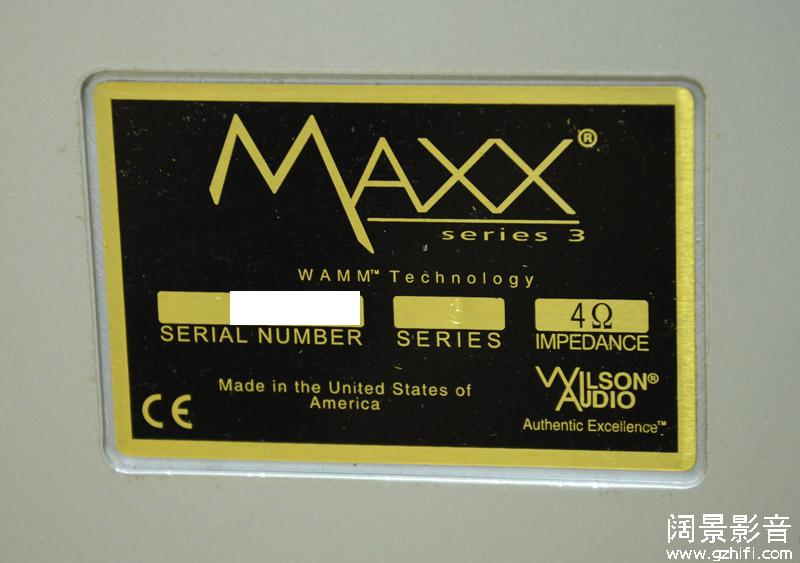 MAXX®
series 3
WAMM™ Technology
4Ω
SERIAL NUMBER SERIES IMPEDANCE
Made in the United States of
America
CE
WILSON®
AUDIO
Authentic Excellence™
阔景影音
www.gzhifi.com